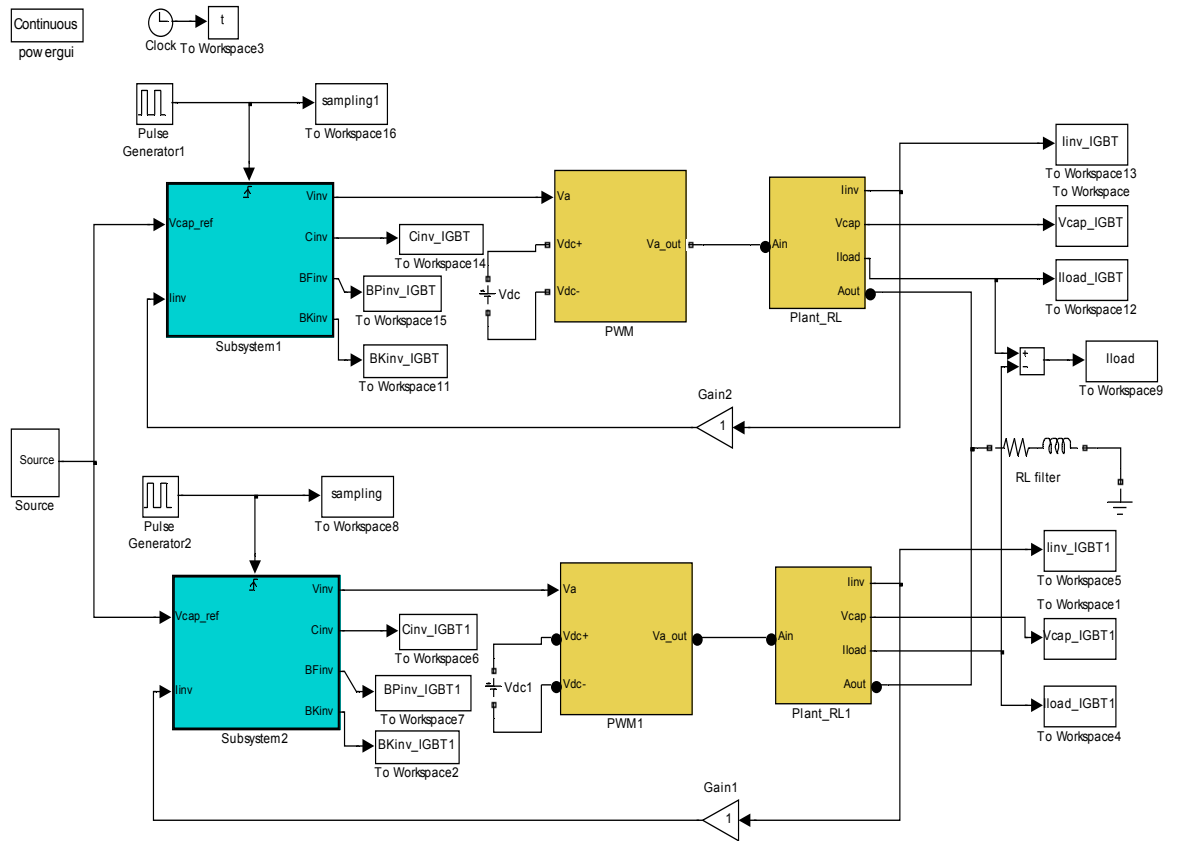 Continuous
powergui
Clock
t
To Workspace3
Pulse
Generator1
sampling1
To Workspace16
Vcap_ref
Iinv
Vinv
Cinv
BFinv
BKinv
Subsystem1
Cinv_IGBT
To Workspace14
BPinv_IGBT
To Workspace15
BKinv_IGBT
To Workspace11
Vdc
Va
Vdc+
Vdc-
Va_out
PWM
Ain
Iinv
Vcap
Iload
Aout
Plant_RL
Iinv_IGBT
To Workspace13
To Workspace
Vcap_IGBT
Iload_IGBT
To Workspace12
+
-
Iload
To Workspace9
Gain2
1
RL filter
Source
Source
Pulse
Generator2
sampling
To Workspace8
Vcap_ref
Iinv
Vinv
Cinv
BFinv
BKinv
Subsystem2
Cinv_IGBT1
To Workspace6
BPinv_IGBT1
To Workspace7
BKinv_IGBT1
To Workspace2
Vdc1
Va
Vdc+
Vdc-
Va_out
PWM1
Ain
Iinv
Vcap
Iload
Aout
Plant_RL1
Iinv_IGBT1
To Workspace5
To Workspace1
Vcap_IGBT1
Iload_IGBT1
To Workspace4
Gain1
1